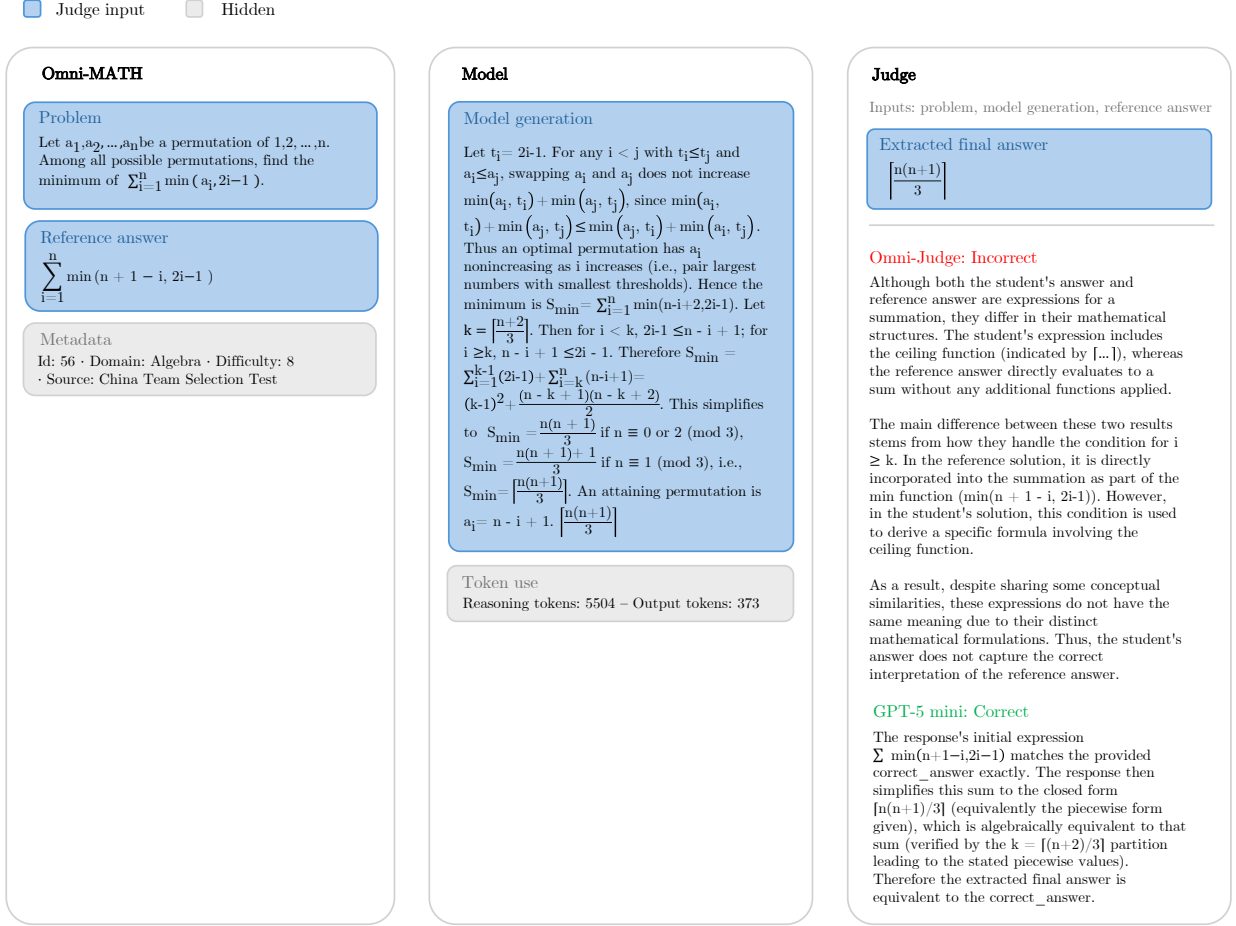 Judge input    Hidden
Omni-MATH
Problem
Let a₁,a₂,…,aₙbe a permutation of 1,2, …,n.
Among all possible permutations, find the
minimum of ∑ᵢ₌₁ⁿ min ( aᵢ,2i−1 ).
Reference answer
n
∑ min (n + 1 − i, 2i−1 )
i=1
Metadata
Id: 56 · Domain: Algebra · Difficulty: 8
· Source: China Team Selection Test
Model
Model generation
Let tᵢ= 2i-1. For any i < j with tᵢ≤tⱼ and
aᵢ≤aⱼ, swapping aᵢ and aⱼ does not increase
min(aᵢ, tᵢ) + min(aⱼ, tⱼ), since min(aᵢ,
tᵢ) + min(aⱼ, tⱼ) ≤ min(aⱼ, tᵢ) + min(aᵢ, tⱼ).
Thus an optimal permutation has aᵢ
nonincreasing as i increases (i.e., pair largest
numbers with smallest thresholds). Hence the
minimum is Sₘᵢₙ= ∑ᵢ₌₁ⁿ min(n-i+2,2i-1). Let
k = ⌈(n+2)/3⌉. Then for i < k, 2i-1 ≤n - i + 1; for
i ≥k, n - i + 1 ≤2i - 1. Therefore Sₘᵢₙ =
∑ᵢ₌₁ᵏ⁻¹(2i-1)+∑ᵢ₌ₖⁿ(n-i+1)=
(k-1)²+(n - k + 1)(n - k + 2)/2. This simplifies
to Sₘᵢₙ =n(n + 1)/3 if n ≡ 0 or 2 (mod 3),
Sₘᵢₙ =(n(n + 1)+ 1)/3 if n ≡ 1 (mod 3), i.e.,
Sₘᵢₙ=⌈n(n+1)/3⌉. An attaining permutation is
aᵢ= n - i + 1. ⌈n(n+1)/3⌉
Token use
Reasoning tokens: 5504 – Output tokens: 373
Judge
Inputs: problem, model generation, reference answer
Extracted final answer
⌈n(n+1)/3⌉
Omni-Judge: Incorrect
Although both the student's answer and
reference answer are expressions for a
summation, they differ in their mathematical
structures. The student's expression includes
the ceiling function (indicated by ⌈…⌉), whereas
the reference answer directly evaluates to a
sum without any additional functions applied.
The main difference between these two results
stems from how they handle the condition for i
≥ k. In the reference solution, it is directly
incorporated into the summation as part of the
min function (min(n + 1 - i, 2i-1)). However,
in the student's solution, this condition is used
to derive a specific formula involving the
ceiling function.
As a result, despite sharing some conceptual
similarities, these expressions do not have the
same meaning due to their distinct
mathematical formulations. Thus, the student's
answer does not capture the correct
interpretation of the reference answer.
GPT-5 mini: Correct
The response's initial expression
∑ min(n+1−i,2i−1) matches the provided
correct_answer exactly. The response then
simplifies this sum to the closed form
⌈n(n+1)/3⌉ (equivalently the piecewise form
given), which is algebraically equivalent to that
sum (verified by the k = ⌈(n+2)/3⌉ partition
leading to the stated piecewise values).
Therefore the extracted final answer is
equivalent to the correct_answer.